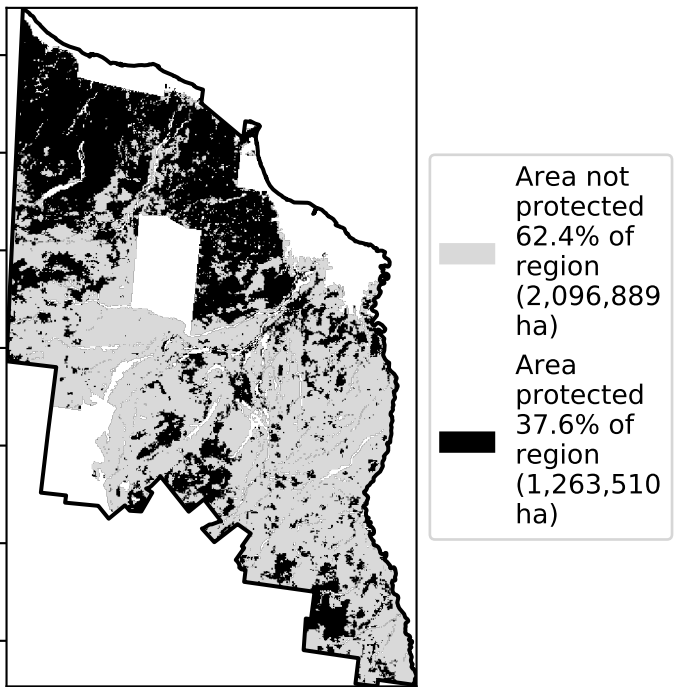 Area not
protected
62.4% of
region
(2,096,889
ha)
Area
protected
37.6% of
region
(1,263,510
ha)